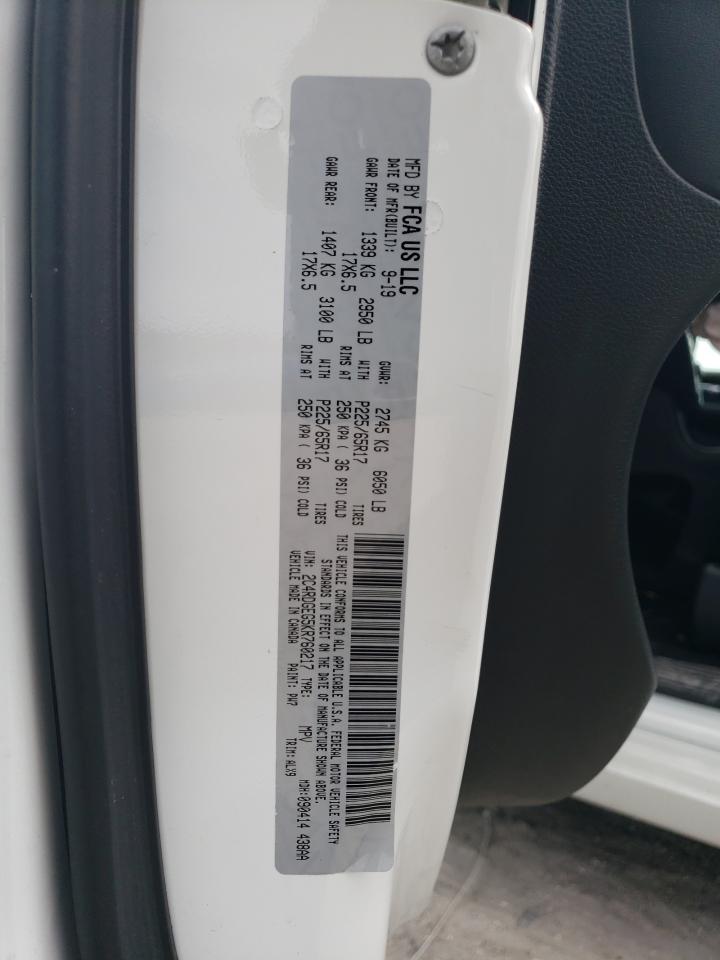 MFD BY FCA US LLC
DATE OF MFR(BUILT): 9-19 GVWR: 2745 KG 6050 LB
GAWR FRONT: 1339 KG 2950 LB WITH P225/65R17 TIRES
17X6.5 RIMS AT 250 KPA ( 36 PSI) COLD
GAWR REAR: 1407 KG 3100 LB WITH P225/65R17 TIRES
17X6.5 RIMS AT 250 KPA ( 36 PSI) COLD
THIS VEHICLE CONFORMS TO ALL APPLICABLE U.S.A. FEDERAL MOTOR VEHICLE SAFETY
STANDARDS IN EFFECT ON THE DATE OF MANUFACTURE SHOWN ABOVE.
VIN: 2C4RDGEG5KR760217 TYPE: MPV MDH:090414 438AA
VEHICLE MADE IN CANADA PAINT: PW7 TRIM:ALX9